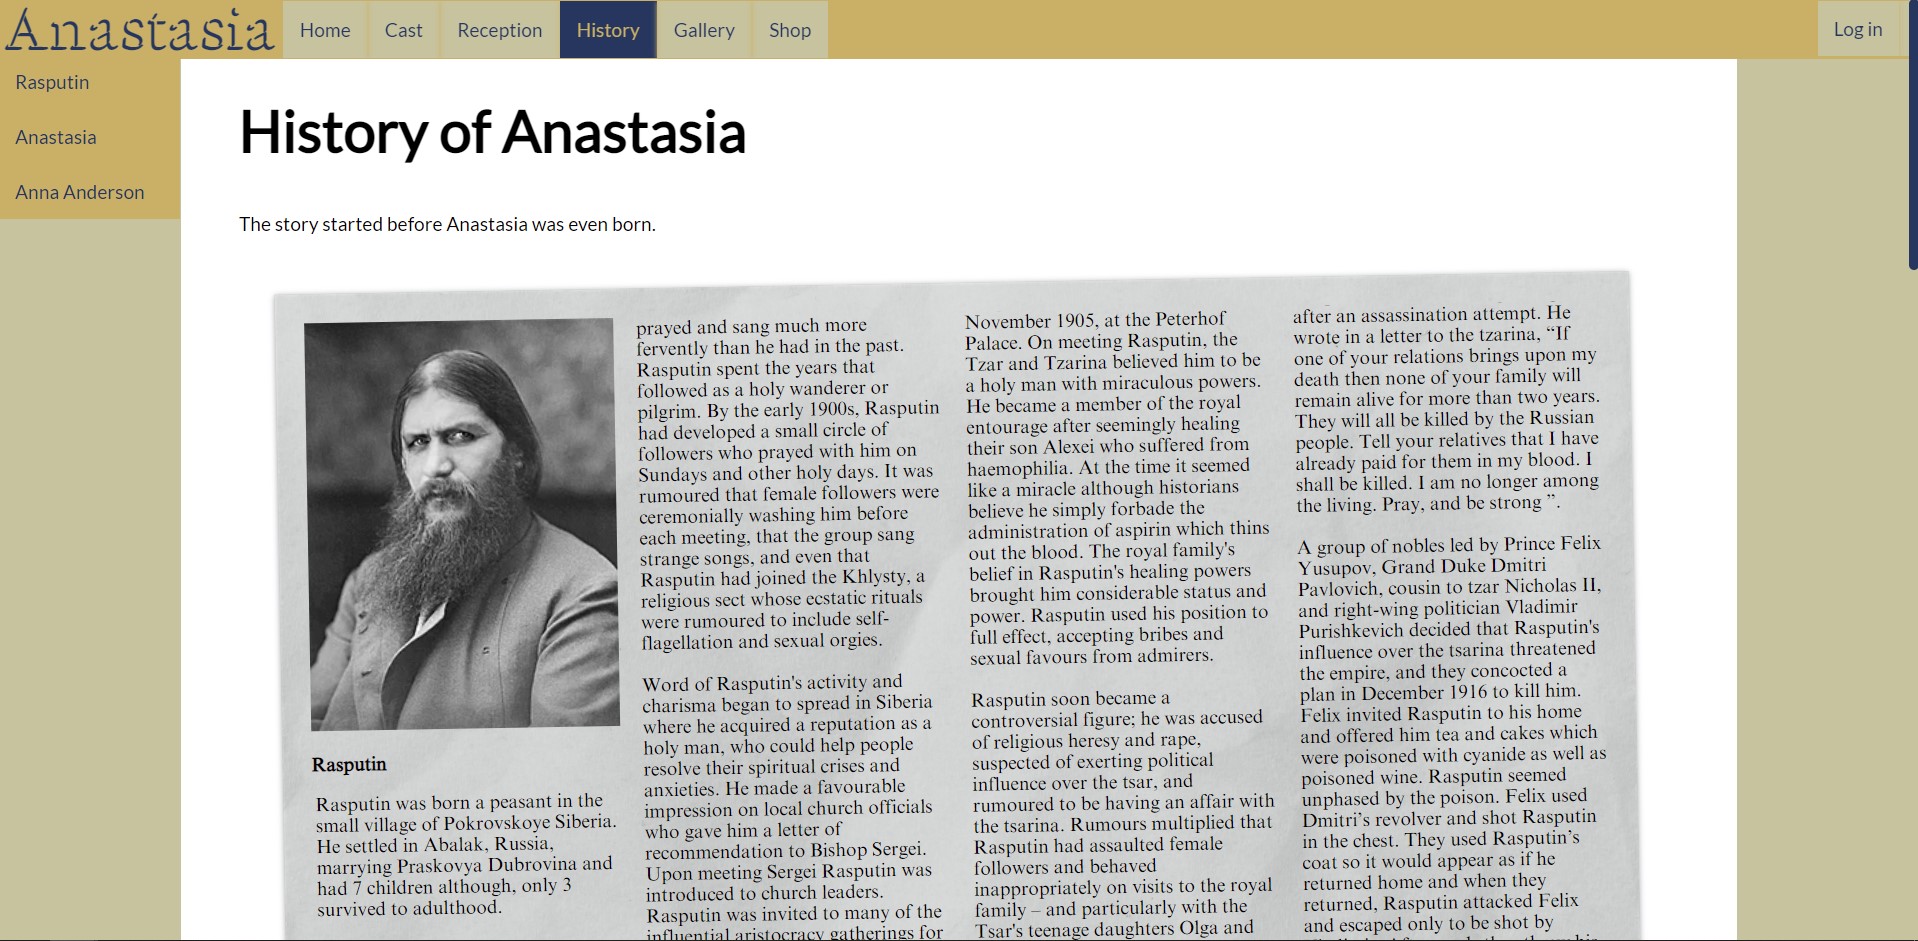 Anastasia
Home
Cast
Reception
History
Gallery
Shop
Log in
Rasputin
Anastasia
Anna Anderson
History of Anastasia
The story started before Anastasia was even born.
Rasputin
Rasputin was born a peasant in the
small village of Pokrovskoye Siberia.
He settled in Abalak, Russia,
marrying Praskovya Dubrovina and
had 7 children although, only 3
survived to adulthood.
prayed and sang much more
fervently than he had in the past.
Rasputin spent the years that
followed as a holy wanderer or
pilgrim. By the early 1900s, Rasputin
had developed a small circle of
followers who prayed with him on
Sundays and other holy days. It was
rumoured that female followers were
ceremonially washing him before
each meeting, that the group sang
strange songs, and even that
Rasputin had joined the Khlysty, a
religious sect whose ecstatic rituals
were rumoured to include self-
flagellation and sexual orgies.
Word of Rasputin's activity and
charisma began to spread in Siberia
where he acquired a reputation as a
holy man, who could help people
resolve their spiritual crises and
anxieties. He made a favourable
impression on local church officials
who gave him a letter of
recommendation to Bishop Sergei.
Upon meeting Sergei Rasputin was
introduced to church leaders.
Rasputin was invited to many of the
influential aristocracy gatherings for
November 1905, at the Peterhof
Palace. On meeting Rasputin, the
Tzar and Tzarina believed him to be
a holy man with miraculous powers.
He became a member of the royal
entourage after seemingly healing
their son Alexei who suffered from
haemophilia. At the time it seemed
like a miracle although historians
believe he simply forbade the
administration of aspirin which thins
out the blood. The royal family's
belief in Rasputin's healing powers
brought him considerable status and
power. Rasputin used his position to
full effect, accepting bribes and
sexual favours from admirers.
Rasputin soon became a
controversial figure; he was accused
of religious heresy and rape,
suspected of exerting political
influence over the tsar, and
rumoured to be having an affair with
the tsarina. Rumours multiplied that
Rasputin had assaulted female
followers and behaved
inappropriately on visits to the royal
family – and particularly with the
Tsar's teenage daughters Olga and
after an assassination attempt. He
wrote in a letter to the tzarina, “If
one of your relations brings upon my
death then none of your family will
remain alive for more than two years.
They will all be killed by the Russian
people. Tell your relatives that I have
already paid for them in my blood. I
shall be killed. I am no longer among
the living. Pray, and be strong ”.
A group of nobles led by Prince Felix
Yusupov, Grand Duke Dmitri
Pavlovich, cousin to tzar Nicholas II,
and right-wing politician Vladimir
Purishkevich decided that Rasputin's
influence over the tsarina threatened
the empire, and they concocted a
plan in December 1916 to kill him.
Felix invited Rasputin to his home
and offered him tea and cakes which
were poisoned with cyanide as well as
poisoned wine. Rasputin seemed
unphased by the poison. Felix used
Dmitri’s revolver and shot Rasputin
in the chest. They used Rasputin’s
coat so it would appear as if he
returned home and when they
returned, Rasputin attacked Felix
and escaped only to be shot by